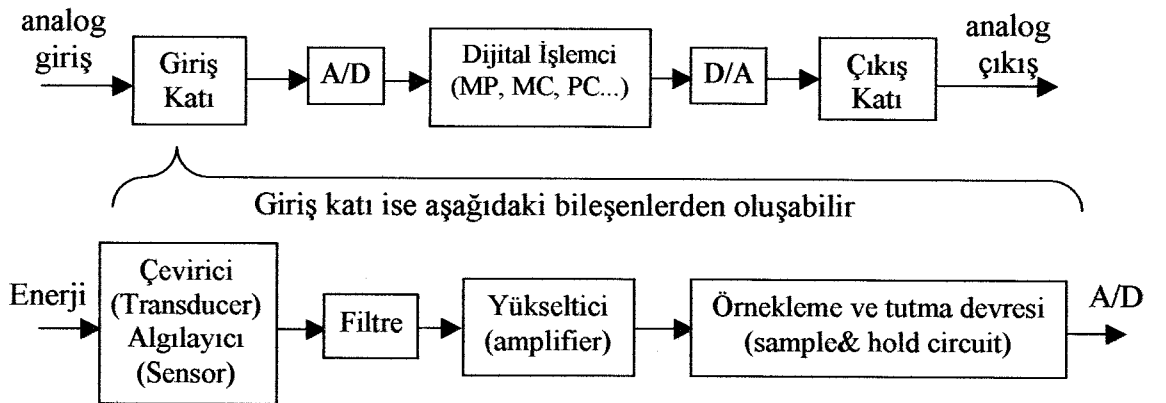 analog
giriş
Giriş
Katı
A/D
Dijital İşlemci
(MP, MC, PC...)
D/A
Çıkış
Katı
analog
çıkış
Giriş katı ise aşağıdaki bileşenlerden oluşabilir
Enerji
Çevirici
(Transducer)
Algılayıcı
(Sensor)
Filtre
Yükseltici
(amplifier)
Örnekleme ve tutma devresi
(sample& hold circuit)
A/D